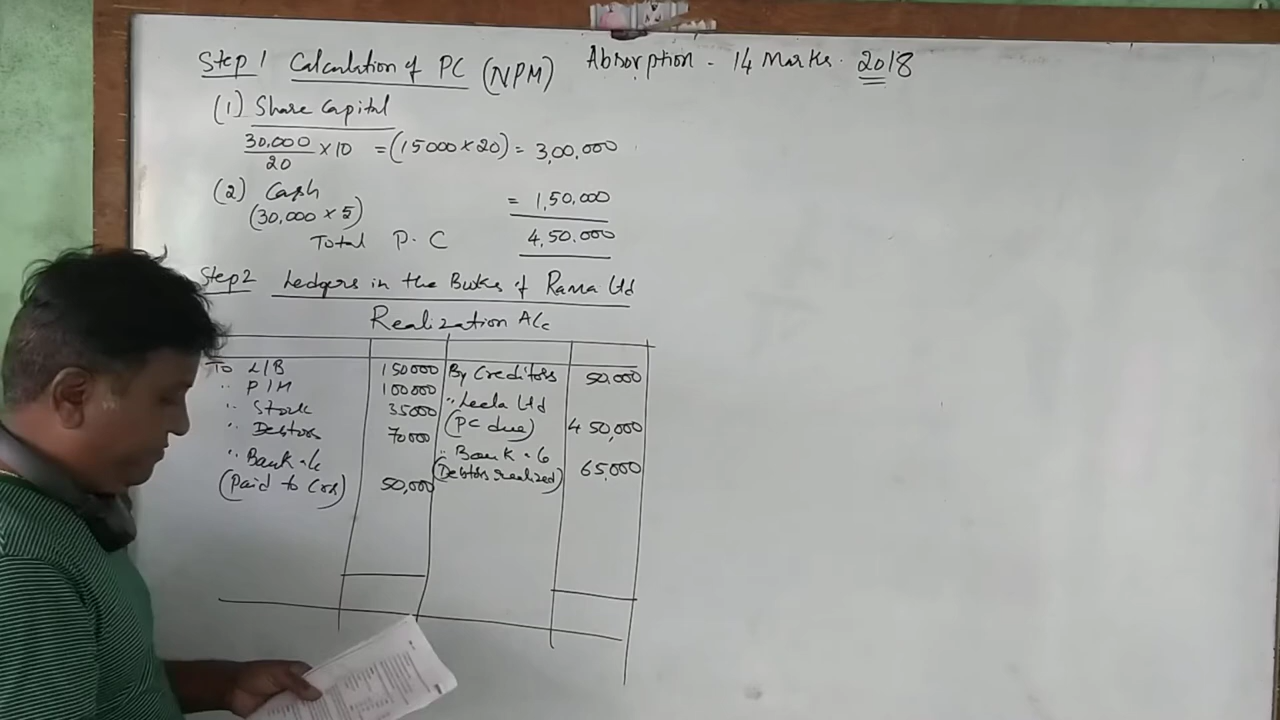 Step 1 Calculation of PC (NPM) Absorption - 14 Marks. 2018
(1) Share Capital
30,000/20 × 10 = (15000 × 20) = 3,00,000
(2) Cash = 1,50,000
(30,000 × 5)
Total P.C 4,50,000
Step 2 Ledgers in the Books of Rama Ltd
Realization A/c
To L/B 150000 By Creditors 50,000
" P/M 100000
" Stock 35000 " Leela Ltd
" Debtors 70000 (PC due) 450,000
" Bank A/c " Bank A/c
(Paid to Crs) 50,000 (Debtors realized) 65,000